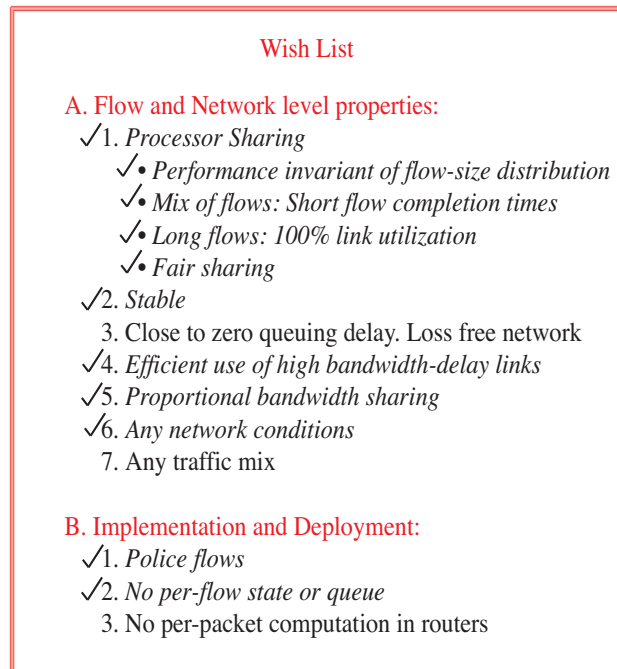 Wish List
A. Flow and Network level properties:
✓1. Processor Sharing
✓• Performance invariant of flow-size distribution
✓• Mix of flows: Short flow completion times
✓• Long flows: 100% link utilization
✓• Fair sharing
✓2. Stable
3. Close to zero queuing delay. Loss free network
✓4. Efficient use of high bandwidth-delay links
✓5. Proportional bandwidth sharing
✓6. Any network conditions
7. Any traffic mix
B. Implementation and Deployment:
✓1. Police flows
✓2. No per-flow state or queue
3. No per-packet computation in routers